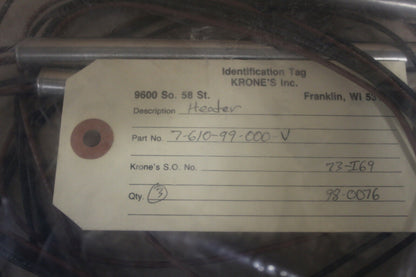 Identification Tag
KRONE'S Inc.
9600 So. 58 St. Franklin, WI 531
Description Heater
Part No. 7-610-99-000-V
Krone's S.O. No. 73-I69
Qty. 3 98-0076